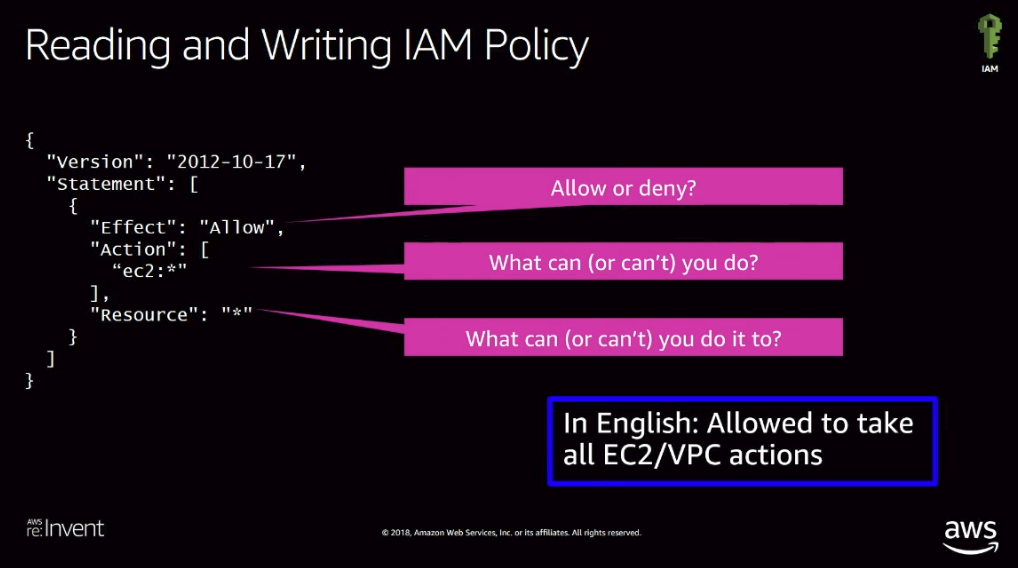 Reading and Writing IAM Policy
IAM
{
"Version": "2012-10-17",
"Statement": [
{
"Effect": "Allow",
"Action": [
“ec2:*"
],
"Resource": "*"
}
]
}
Allow or deny?
What can (or can’t) you do?
What can (or can’t) you do it to?
In English: Allowed to take
all EC2/VPC actions
AWS
re:Invent
© 2018, Amazon Web Services, Inc. or its affiliates. All rights reserved.
aws